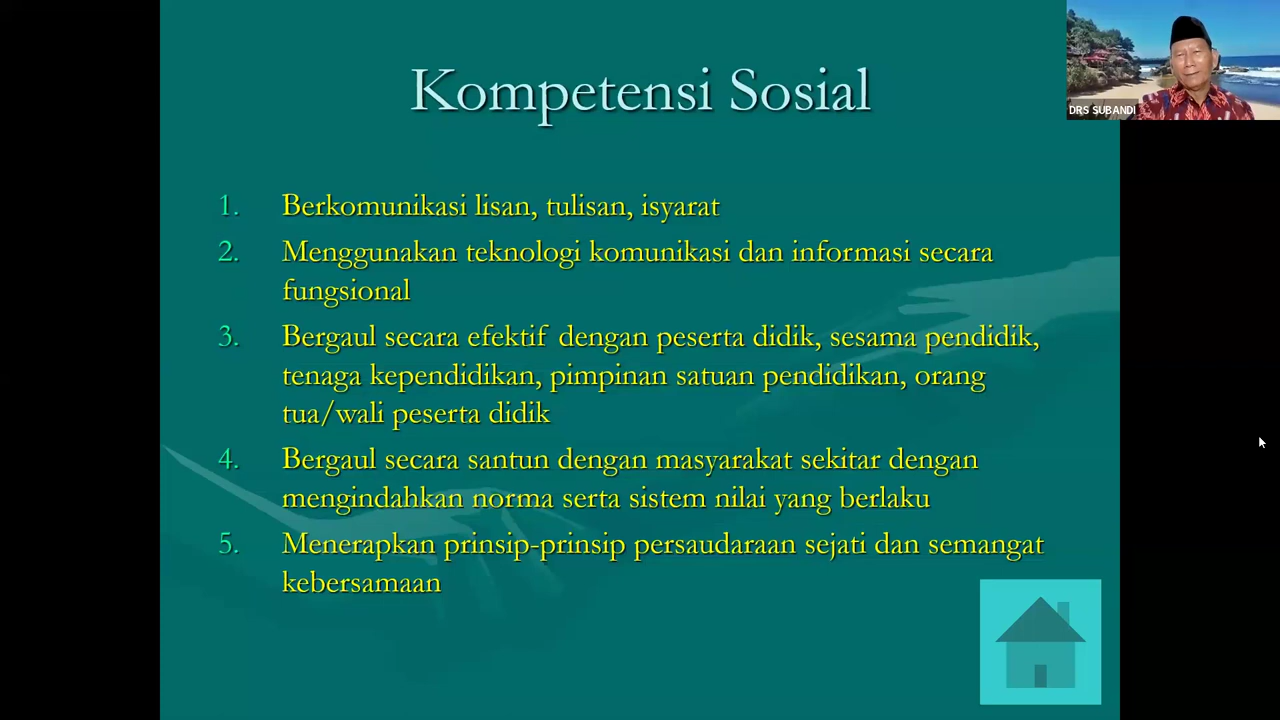 Kompetensi Sosial
DRS SUBANDI
1. Berkomunikasi lisan, tulisan, isyarat
2. Menggunakan teknologi komunikasi dan informasi secara
fungsional
3. Bergaul secara efektif dengan peserta didik, sesama pendidik,
tenaga kependidikan, pimpinan satuan pendidikan, orang
tua/wali peserta didik
4. Bergaul secara santun dengan masyarakat sekitar dengan
mengindahkan norma serta sistem nilai yang berlaku
5. Menerapkan prinsip-prinsip persaudaraan sejati dan semangat
kebersamaan